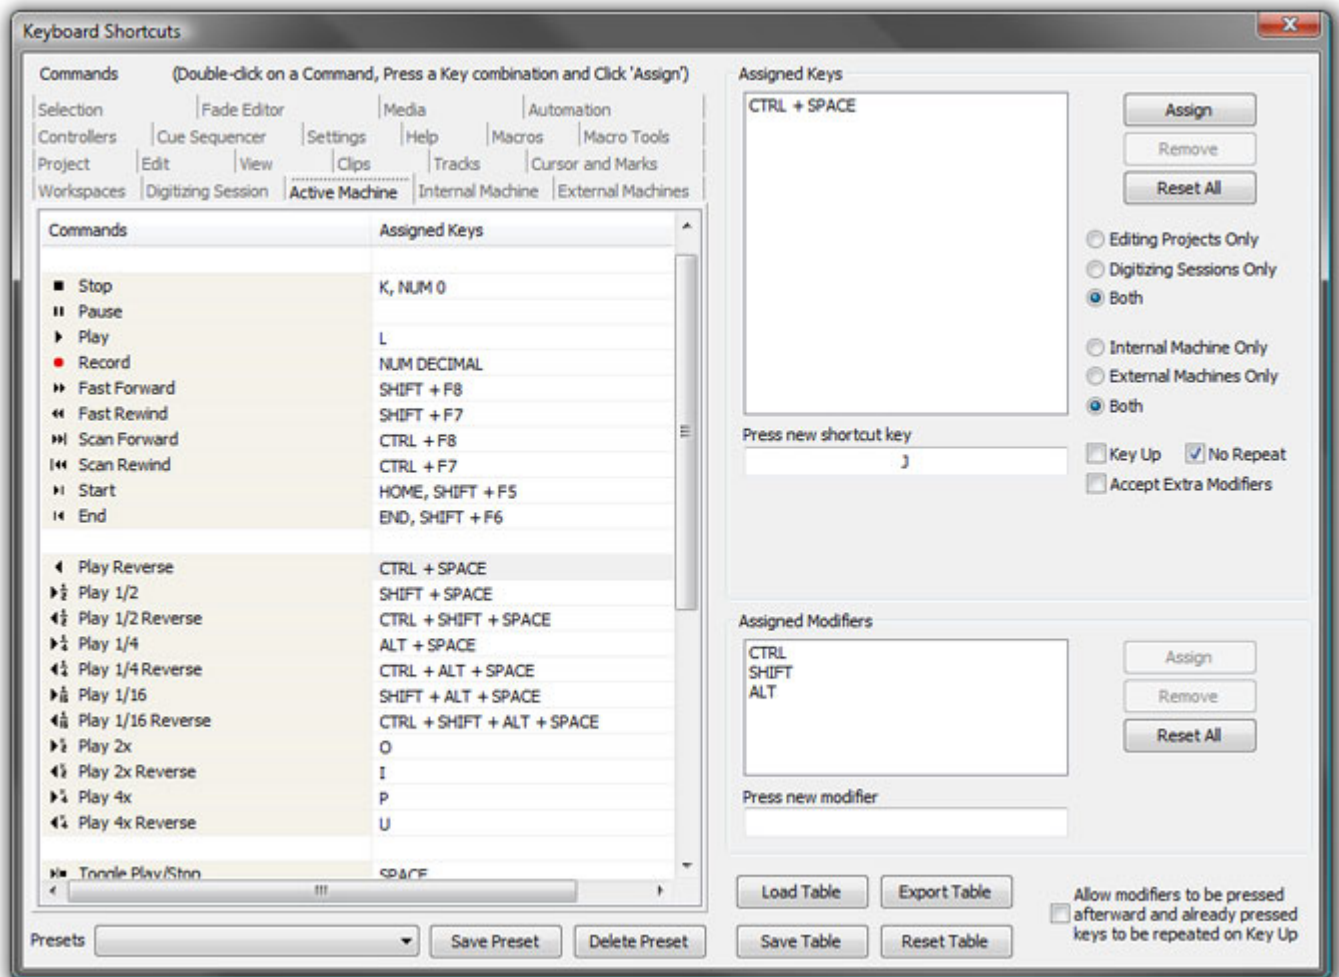 Keyboard Shortcuts
X
Commands (Double-click on a Command, Press a Key combination and Click 'Assign')
Selection Fade Editor Media Automation
Controllers Cue Sequencer Settings Help Macros Macro Tools
Project Edit View Clips Tracks Cursor and Marks
Workspaces Digitizing Session Active Machine Internal Machine External Machines
Commands Assigned Keys
Stop K, NUM 0
Pause
Play L
Record NUM DECIMAL
Fast Forward SHIFT + F8
Fast Rewind SHIFT + F7
Scan Forward CTRL + F8
Scan Rewind CTRL + F7
Start HOME, SHIFT + F5
End END, SHIFT + F6
Play Reverse CTRL + SPACE
½ Play 1/2 SHIFT + SPACE
½ Play 1/2 Reverse CTRL + SHIFT + SPACE
¼ Play 1/4 ALT + SPACE
¼ Play 1/4 Reverse CTRL + ALT + SPACE
Play 1/16 SHIFT + ALT + SPACE
Play 1/16 Reverse CTRL + SHIFT + ALT + SPACE
Play 2x O
Play 2x Reverse I
Play 4x P
Play 4x Reverse U
Toggle Play/Stop SPACE
Presets Save Preset Delete Preset
Assigned Keys
CTRL + SPACE
Assign
Remove
Reset All
Editing Projects Only
Digitizing Sessions Only
Both
Internal Machine Only
External Machines Only
Both
Press new shortcut key
J
Key Up No Repeat
Accept Extra Modifiers
Assigned Modifiers
CTRL
SHIFT
ALT
Assign
Remove
Reset All
Press new modifier
Load Table Export Table
Save Table Reset Table
Allow modifiers to be pressed
afterward and already pressed
keys to be repeated on Key Up